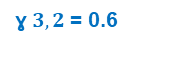 ɣ 3,2 = 0.6